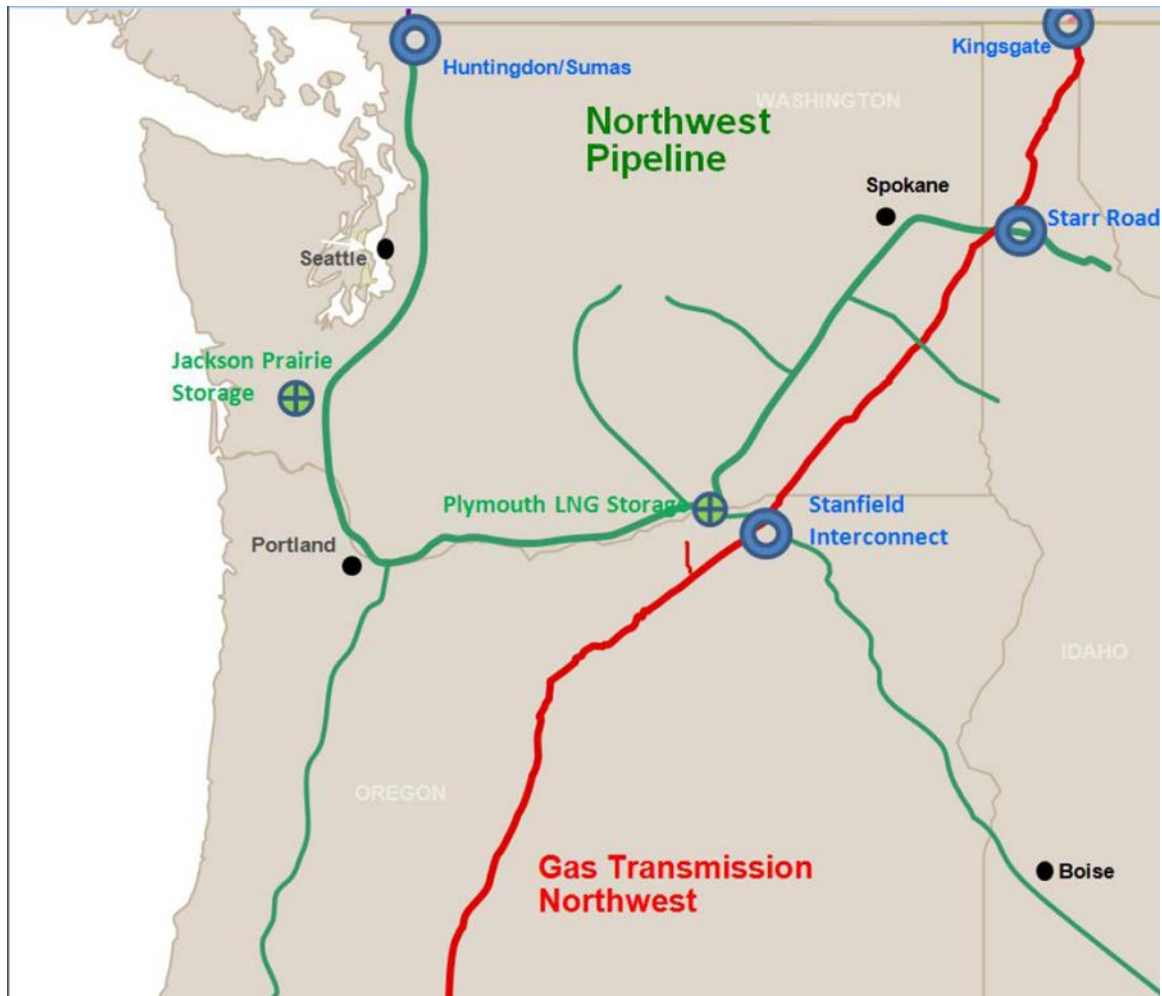 Kingsgate
Huntingdon/Sumas
WASHINGTON
Northwest
Pipeline
Spokane
Starr Road
Seattle
Jackson Prairie
Storage
Plymouth LNG Storage
Stanfield
Interconnect
Portland
IDAHO
OREGON
Gas Transmission
Northwest
Boise